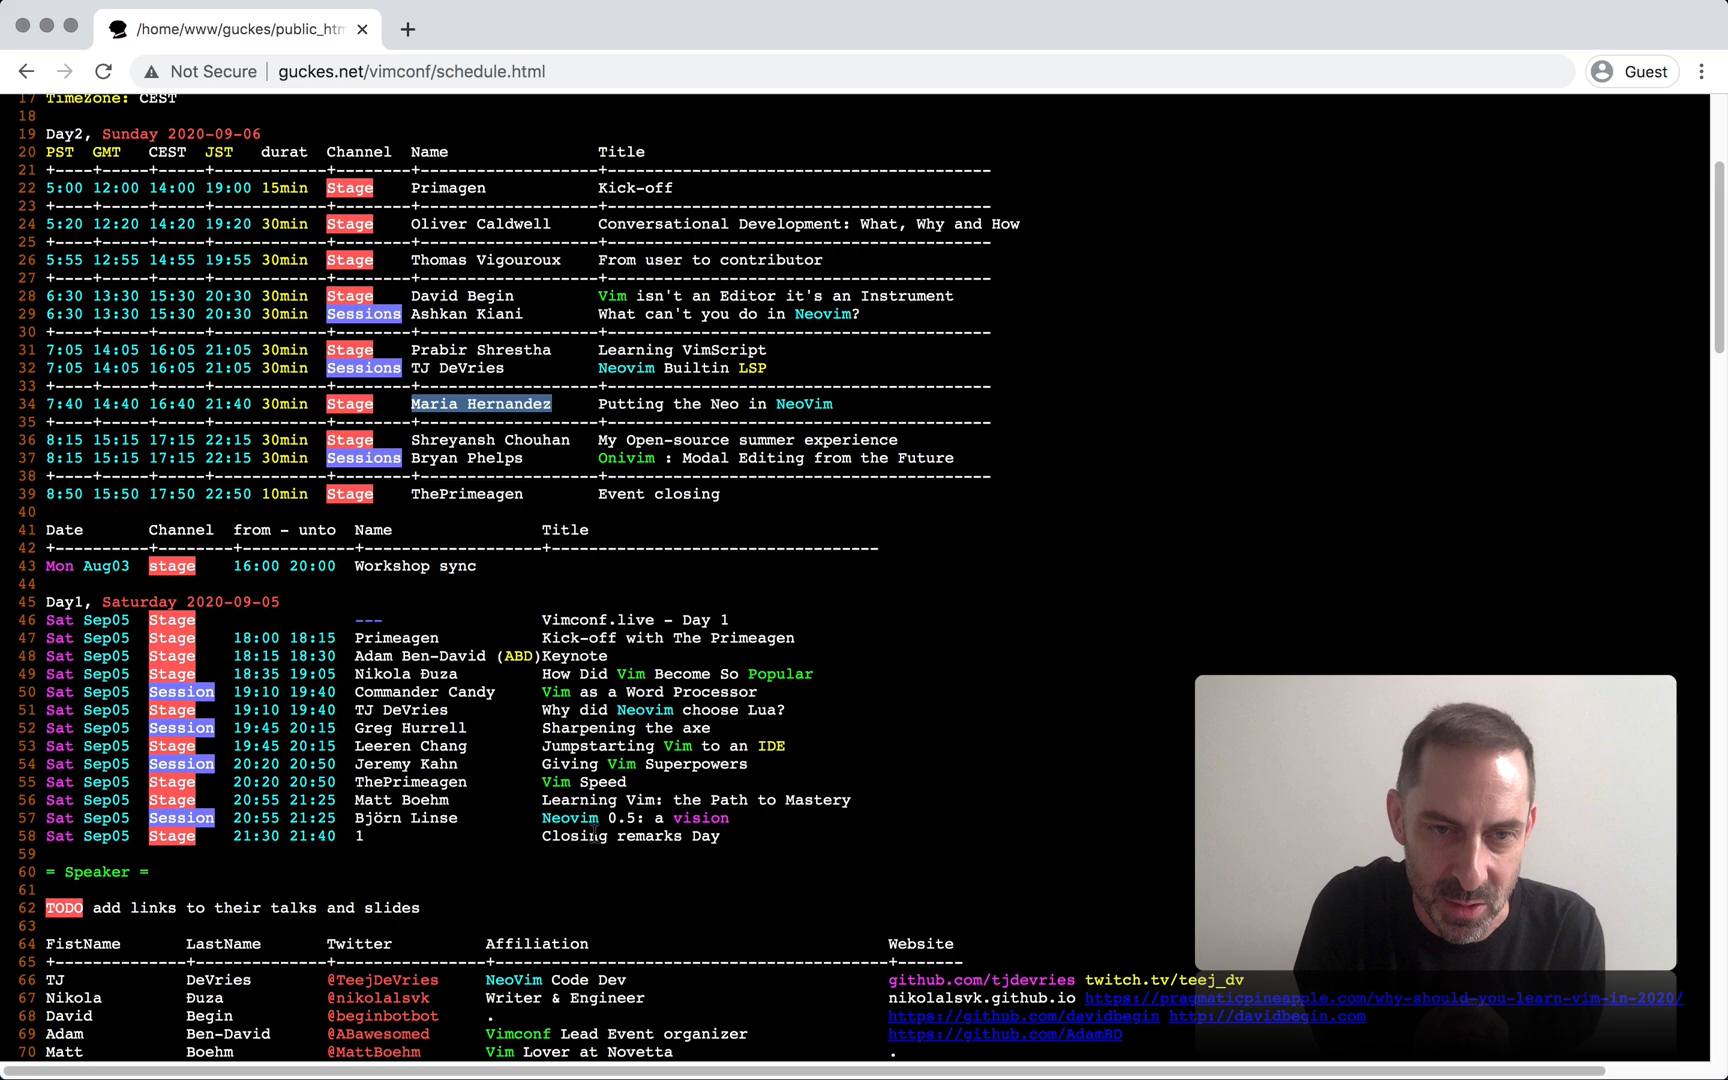 /home/www/guckes/public_htm
Not Secure | guckes.net/vimconf/schedule.html
Guest
17 TimeZone: CEST
18
19 Day2, Sunday 2020-09-06
20 PST GMT CEST JST durat Channel Name Title
21 +----+-----+-----+-----+------------+--------+-------------------+-----------------------------------------
22 5:00 12:00 14:00 19:00 15min Stage Primagen Kick-off
23 +----+-----+-----+-----+------------+--------+-------------------+-----------------------------------------
24 5:20 12:20 14:20 19:20 30min Stage Oliver Caldwell Conversational Development: What, Why and How
25 +----+-----+-----+-----+------------+--------+-------------------+-----------------------------------------
26 5:55 12:55 14:55 19:55 30min Stage Thomas Vigouroux From user to contributor
27 +----+-----+-----+-----+------------+--------+-------------------+-----------------------------------------
28 6:30 13:30 15:30 20:30 30min Stage David Begin Vim isn't an Editor it's an Instrument
29 6:30 13:30 15:30 20:30 30min Sessions Ashkan Kiani What can't you do in Neovim?
30 +----+-----+-----+-----+------------+--------+-------------------+-----------------------------------------
31 7:05 14:05 16:05 21:05 30min Stage Prabir Shrestha Learning VimScript
32 7:05 14:05 16:05 21:05 30min Sessions TJ DeVries Neovim Builtin LSP
33 +----+-----+-----+-----+------------+--------+-------------------+-----------------------------------------
34 7:40 14:40 16:40 21:40 30min Stage Maria Hernandez Putting the Neo in NeoVim
35 +----+-----+-----+-----+------------+--------+-------------------+-----------------------------------------
36 8:15 15:15 17:15 22:15 30min Stage Shreyansh Chouhan My Open-source summer experience
37 8:15 15:15 17:15 22:15 30min Sessions Bryan Phelps Onivim : Modal Editing from the Future
38 +----+-----+-----+-----+------------+--------+-------------------+-----------------------------------------
39 8:50 15:50 17:50 22:50 10min Stage ThePrimeagen Event closing
40
41 Date Channel from - unto Name Title
42 +----------+--------+------------+-------------------+-----------------------------------
43 Mon Aug03 stage 16:00 20:00 Workshop sync
44
45 Day1, Saturday 2020-09-05
46 Sat Sep05 Stage --- Vimconf.live - Day 1
47 Sat Sep05 Stage 18:00 18:15 Primeagen Kick-off with The Primeagen
48 Sat Sep05 Stage 18:15 18:30 Adam Ben-David (ABD)Keynote
49 Sat Sep05 Stage 18:35 19:05 Nikola Đuza How Did Vim Become So Popular
50 Sat Sep05 Session 19:10 19:40 Commander Candy Vim as a Word Processor
51 Sat Sep05 Stage 19:10 19:40 TJ DeVries Why did Neovim choose Lua?
52 Sat Sep05 Session 19:45 20:15 Greg Hurrell Sharpening the axe
53 Sat Sep05 Stage 19:45 20:15 Leeren Chang Jumpstarting Vim to an IDE
54 Sat Sep05 Session 20:20 20:50 Jeremy Kahn Giving Vim Superpowers
55 Sat Sep05 Stage 20:20 20:50 ThePrimeagen Vim Speed
56 Sat Sep05 Stage 20:55 21:25 Matt Boehm Learning Vim: the Path to Mastery
57 Sat Sep05 Session 20:55 21:25 Björn Linse Neovim 0.5: a vision
58 Sat Sep05 Stage 21:30 21:40 1 Closing remarks Day
59
60 = Speaker =
61
62 TODO add links to their talks and slides
63
64 FistName LastName Twitter Affiliation Website
65 +--------------+--------------+----------------+------------------------------------------+-------
66 TJ DeVries @TeejDeVries NeoVim Code Dev github.com/tjdevries twitch.tv/teej_dv
67 Nikola Đuza @nikolalsvk Writer & Engineer nikolalsvk.github.io https://pragmaticpineapple.com/why-should-you-learn-vim-in-2020/
68 David Begin @beginbotbot . https://github.com/davidbegin http://davidbegin.com
69 Adam Ben-David @ABawesomed Vimconf Lead Event organizer https://github.com/AdamBD
70 Matt Boehm @MattBoehm Vim Lover at Novetta .